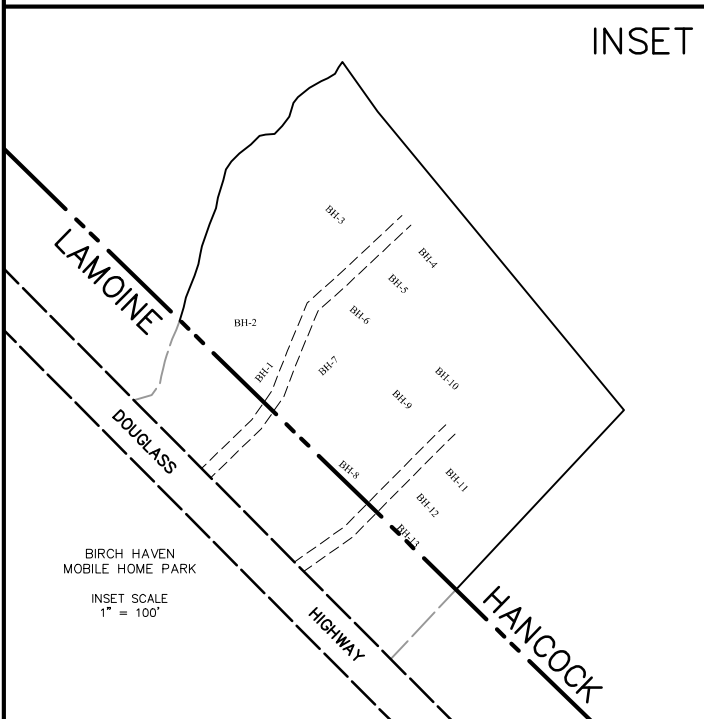 INSET
BH-3
LAMOINE
BH-4
BH-5
BH-6
BH-2
BH-1
BH-7
BH-10
BH-9
DOUGLASS
BH-8
BH-11
BH-12
BH-13
BIRCH HAVEN
MOBILE HOME PARK
INSET SCALE
1" = 100'
HIGHWAY
HANCOCK